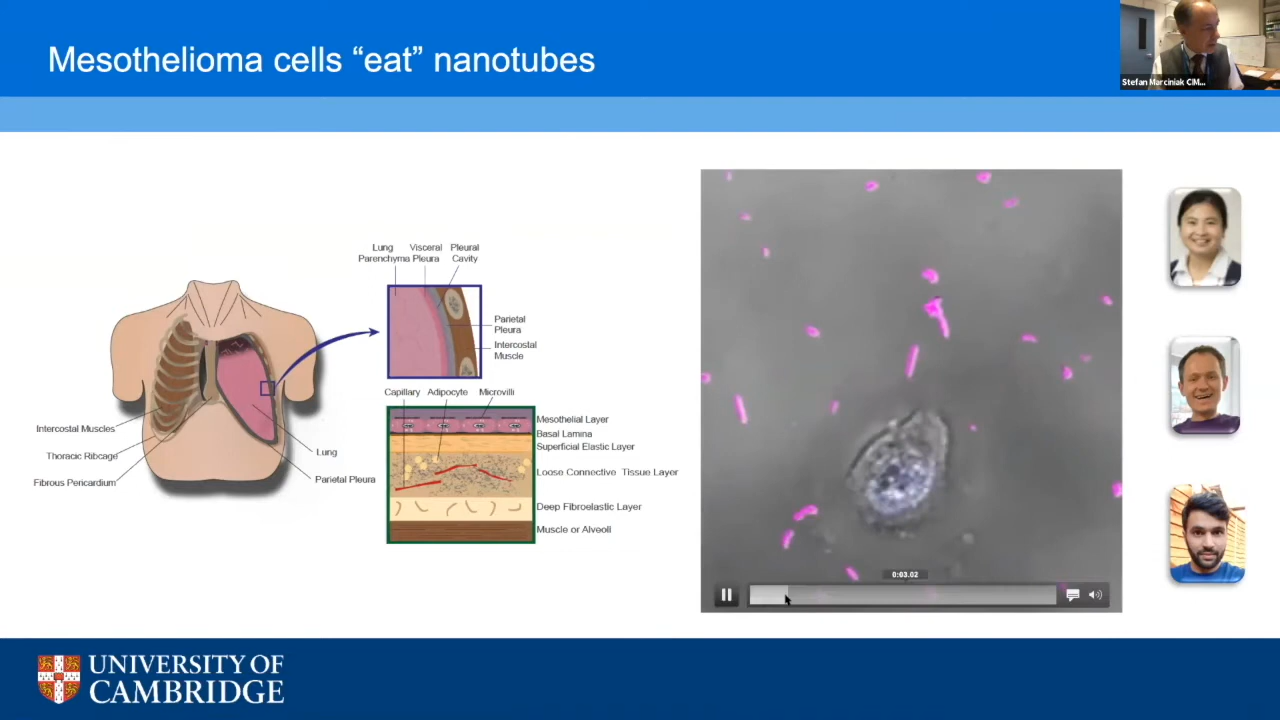 Mesothelioma cells “eat” nanotubes
Stefan Marciniak CIM...
Lung
Parenchyma
Visceral
Pleura
Pleural
Cavity
Parietal
Pleura
Intercostal
Muscle
Capillary
Adipocyte
Microvilli
Mesothelial Layer
Basal Lamina
Superficial Elastic Layer
Loose Connective Tissue Layer
Deep Fibroelastic Layer
Muscle or Alveoli
Intercostal Muscles
Thoracic Ribcage
Fibrous Pericardium
Lung
Parietal Pleura
0:03.02
UNIVERSITY OF
CAMBRIDGE